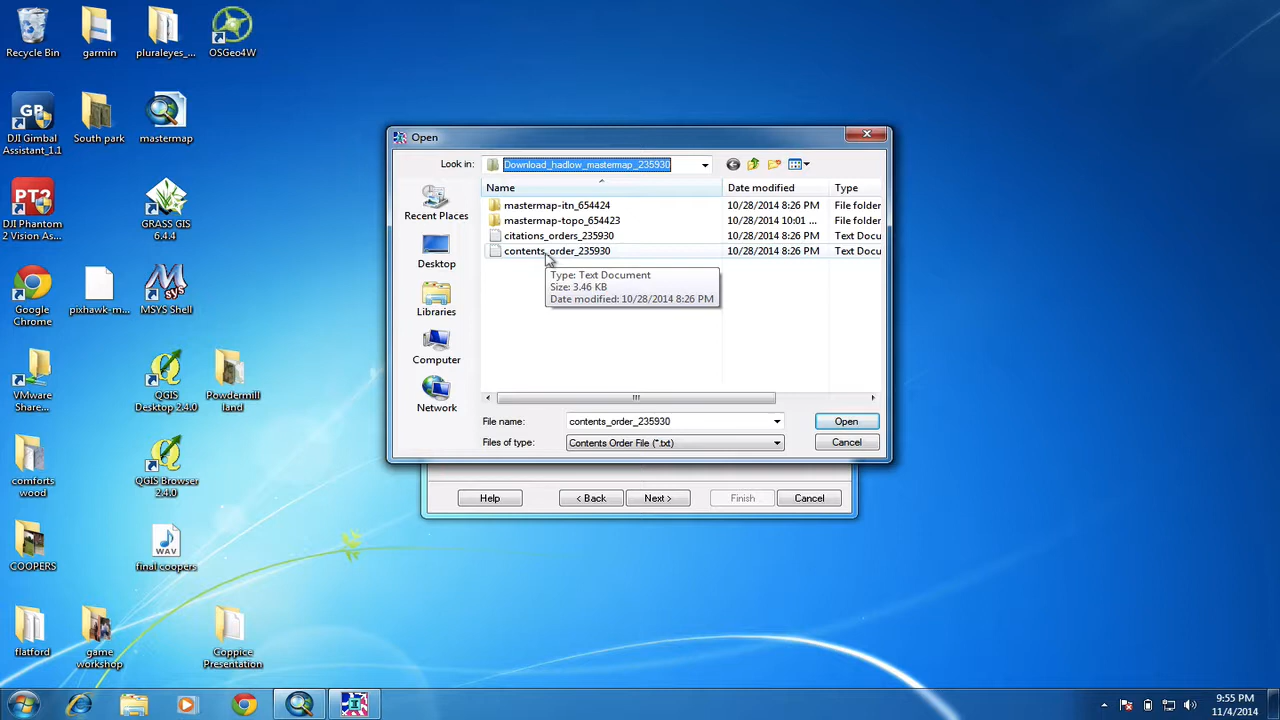 Recycle Bin
garmin
pluraleyes_...
OSGeo4W
DJI Gimbal
Assistant_1.1
South park
mastermap
DJI Phantom
2 Vision As...
GRASS GIS
6.4.4
Google
Chrome
pixhawk-m...
MSYS Shell
VMware
Share...
QGIS
Desktop 2.4.0
Powdermill
land
comforts
wood
QGIS Browser
2.4.0
COOPERS
final coopers
flatford
game
workshop
Coppice
Presentation
Open
Look in:
Download_hadlow_mastermap_235930
Name
Date modified
Type
mastermap-itn_654424
10/28/2014 8:26 PM
File folder
mastermap-topo_654423
10/28/2014 10:01 ...
File folder
citations_orders_235930
10/28/2014 8:26 PM
Text Docu
contents_order_235930
10/28/2014 8:26 PM
Text Docu
Type: Text Document
Size: 3.46 KB
Date modified: 10/28/2014 8:26 PM
Recent Places
Desktop
Libraries
Computer
Network
File name:
contents_order_235930
Open
Files of type:
Contents Order File (*.txt)
Cancel
Help
< Back
Next >
Finish
Cancel
9:55 PM
11/4/2014